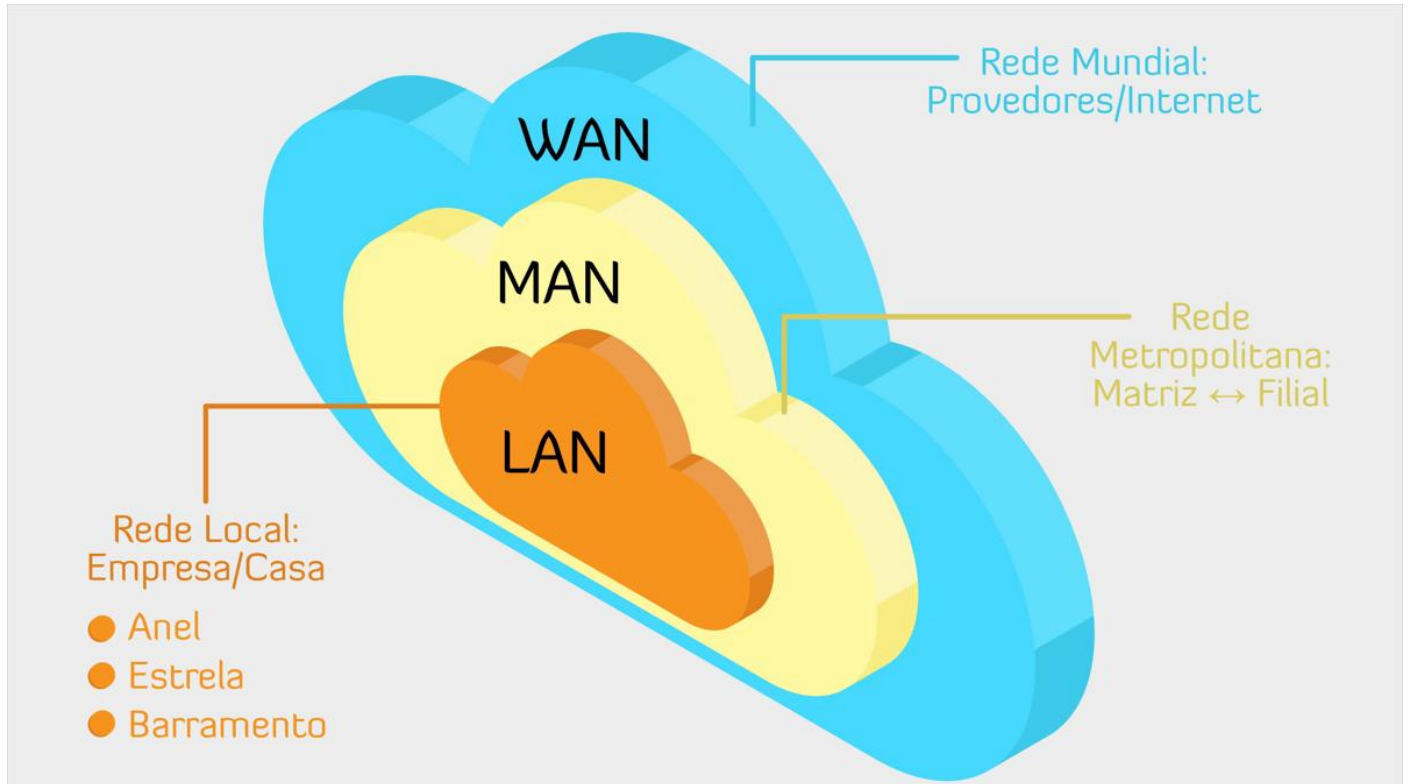 WAN
Rede Mundial:
Provedores/Internet
MAN
Rede
Metropolitana:
Matriz ↔ Filial
LAN
Rede Local:
Empresa/Casa
Anel
Estrela
Barramento